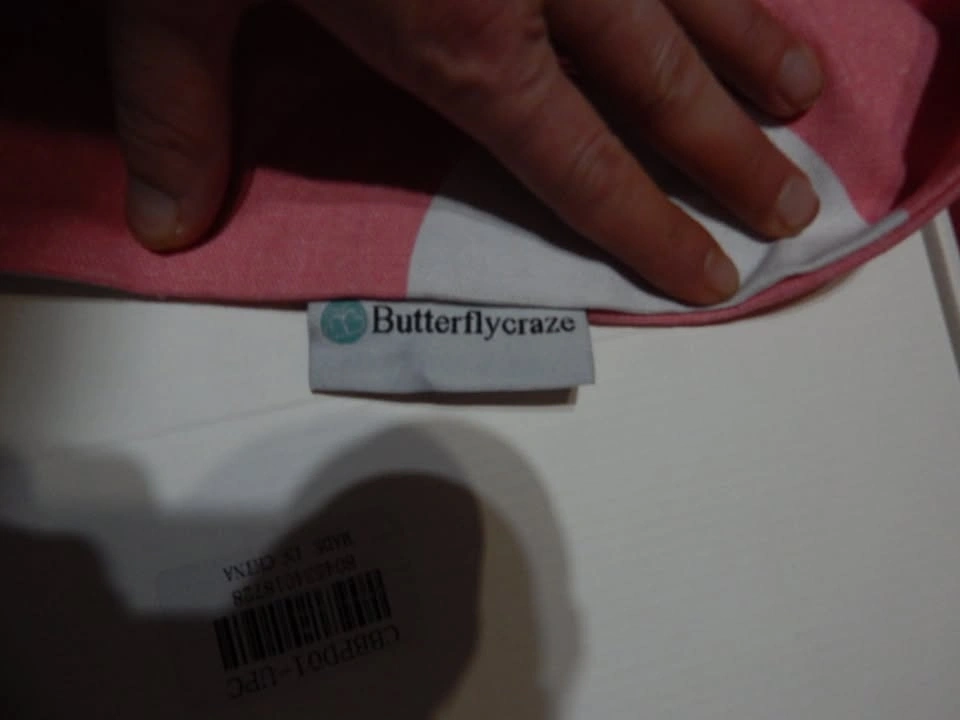 Butterflycraze
CBBPD01-UPC
MADE IN CHINA